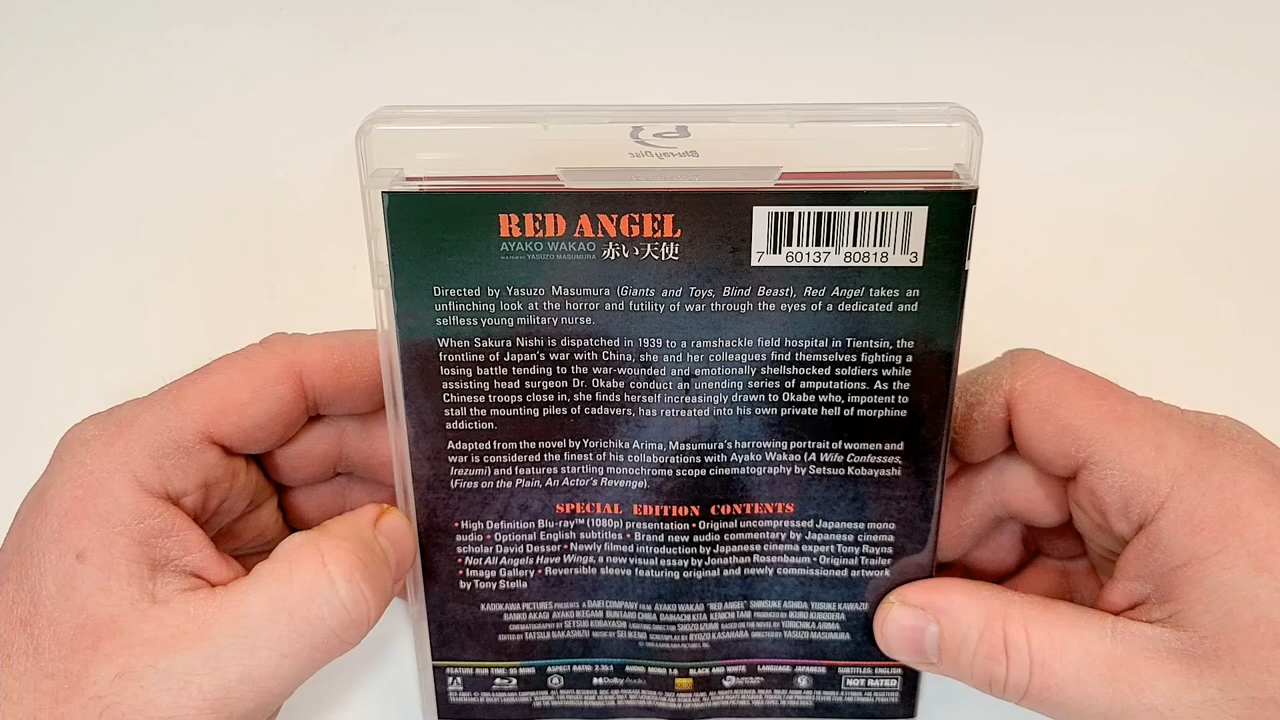 Blu-ray Disc
RED ANGEL
AYAKO WAKAO 赤い天使
IN A FILM BY YASUZO MASUMURA
7 60137 80818 3
Directed by Yasuzo Masumura (Giants and Toys, Blind Beast), Red Angel takes an
unflinching look at the horror and futility of war through the eyes of a dedicated and
selfless young military nurse.
When Sakura Nishi is dispatched in 1939 to a ramshackle field hospital in Tientsin, the
frontline of Japan's war with China, she and her colleagues find themselves fighting a
losing battle tending to the war-wounded and emotionally shellshocked soldiers while
assisting head surgeon Dr. Okabe conduct an unending series of amputations. As the
Chinese troops close in, she finds herself increasingly drawn to Okabe who, impotent to
stall the mounting piles of cadavers, has retreated into his own private hell of morphine
addiction.
Adapted from the novel by Yorichika Arima, Masumura's harrowing portrait of women and
war is considered the finest of his collaborations with Ayako Wakao (A Wife Confesses,
Irezumi) and features startling monochrome scope cinematography by Setsuo Kobayashi
(Fires on the Plain, An Actor's Revenge).
SPECIAL EDITION CONTENTS
• High Definition Blu-ray™ (1080p) presentation • Original uncompressed Japanese mono
audio • Optional English subtitles • Brand new audio commentary by Japanese cinema
scholar David Desser • Newly filmed introduction by Japanese cinema expert Tony Rayns
• Not All Angels Have Wings, a new visual essay by Jonathan Rosenbaum • Original Trailer
• Image Gallery • Reversible sleeve featuring original and newly commissioned artwork
by Tony Stella
KADOKAWA PICTURES PRESENTS A DAIEI COMPANY FILM AYAKO WAKAO "RED ANGEL" SHINSUKE ASHIDA YUSUKE KAWAZU
RANKO AKAGI AYAKO IKEGAMI BUNTARO CHIBA DAIHACHI KITA KENICHI TANI PRODUCED BY IKURO KUBODERA
CINEMATOGRAPHY BY SETSUO KOBAYASHI LIGHTING DIRECTOR SHOZO IZUMI BASED ON THE NOVEL BY YORICHIKA ARIMA
EDITED BY TATSUJI NAKASHIZU MUSIC BY SEI IKENO SCREENPLAY BY RYOZO KASAHARA DIRECTED BY YASUZO MASUMURA
FEATURE RUN TIME: 95 MINS ASPECT RATIO: 2.35:1 AUDIO: MONO 1.0 BLACK AND WHITE LANGUAGE: JAPANESE SUBTITLES: ENGLISH
ARROW Blu-ray Dolby Audio NOT RATED